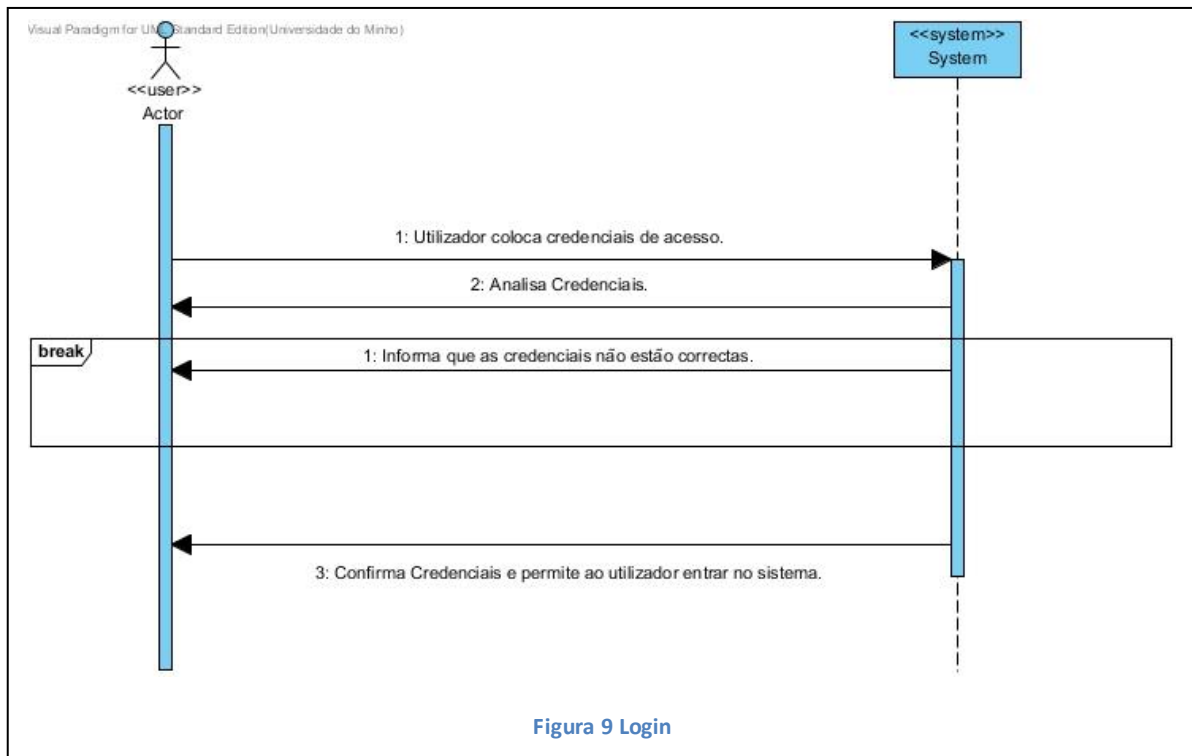 Visual Paradigm for UML Standard Edition(Universidade do Minho)
<<user>>
Actor
<<system>>
System
1: Utilizador coloca credenciais de acesso.
2: Analisa Credenciais.
break
1: Informa que as credenciais não estão correctas.
3: Confirma Credenciais e permite ao utilizador entrar no sistema.
Figura 9 Login